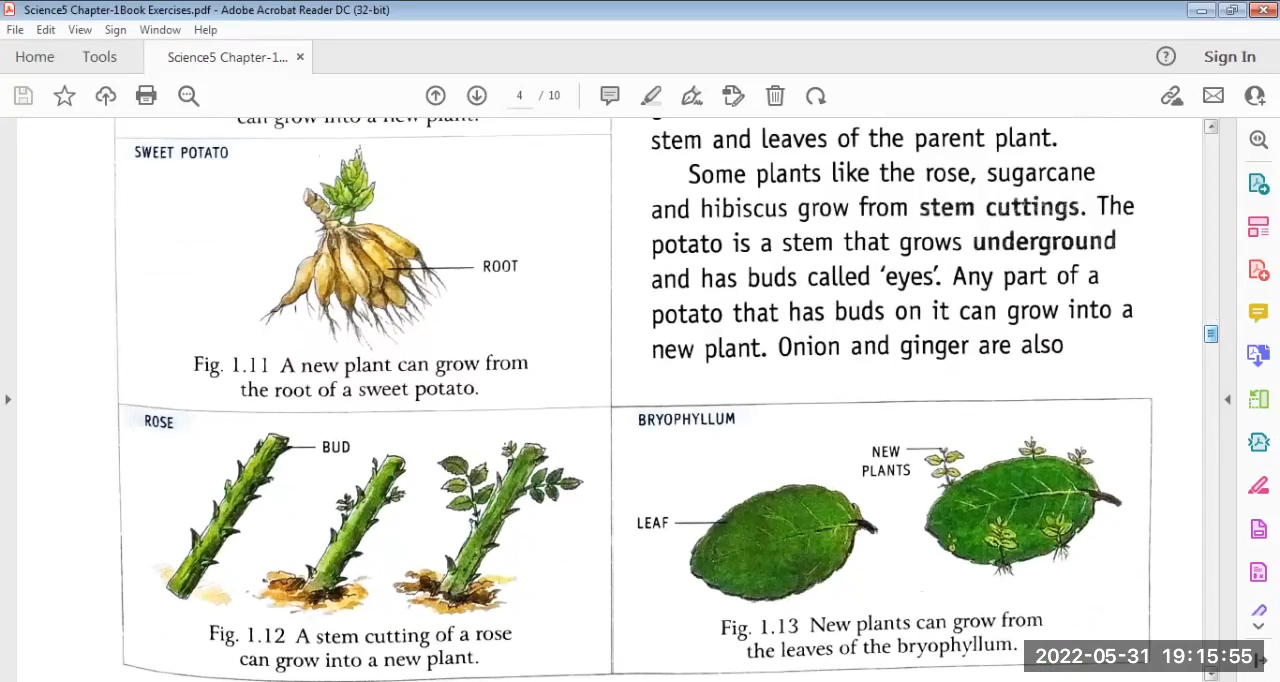 Science5 Chapter-1Book Exercises.pdf - Adobe Acrobat Reader DC (32-bit)
File Edit View Sign Window Help
Home Tools Science5 Chapter-1... × Sign In
4 / 10
can grow into a new plant.
SWEET POTATO
ROOT
Fig. 1.11 A new plant can grow from
the root of a sweet potato.
stem and leaves of the parent plant.
Some plants like the rose, sugarcane
and hibiscus grow from stem cuttings. The
potato is a stem that grows underground
and has buds called ‘eyes’. Any part of a
potato that has buds on it can grow into a
new plant. Onion and ginger are also
ROSE
BUD
Fig. 1.12 A stem cutting of a rose
can grow into a new plant.
BRYOPHYLLUM
NEW
PLANTS
LEAF
Fig. 1.13 New plants can grow from
the leaves of the bryophyllum.
2022-05-31 19:15:55